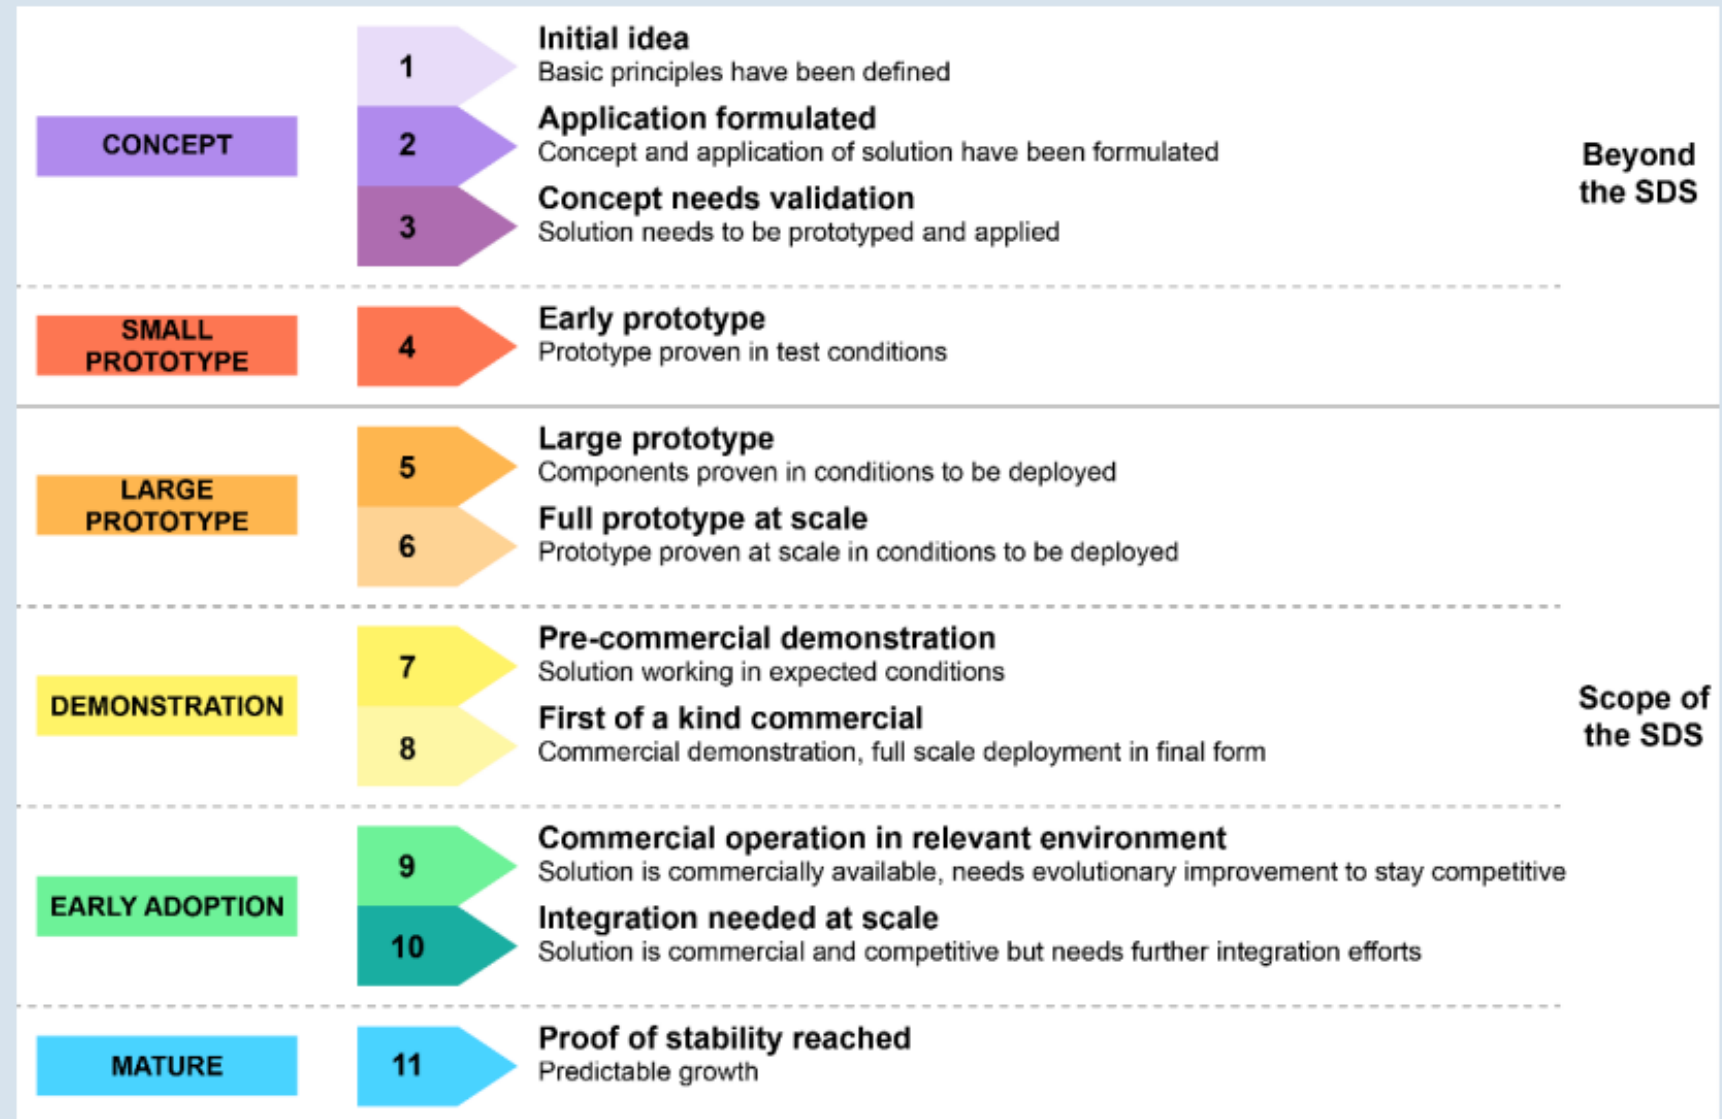 CONCEPT
1
Initial idea
Basic principles have been defined
2
Application formulated
Concept and application of solution have been formulated
3
Concept needs validation
Solution needs to be prototyped and applied
Beyond
the SDS
SMALL
PROTOTYPE
4
Early prototype
Prototype proven in test conditions
LARGE
PROTOTYPE
5
Large prototype
Components proven in conditions to be deployed
6
Full prototype at scale
Prototype proven at scale in conditions to be deployed
DEMONSTRATION
7
Pre-commercial demonstration
Solution working in expected conditions
8
First of a kind commercial
Commercial demonstration, full scale deployment in final form
Scope of
the SDS
EARLY ADOPTION
9
Commercial operation in relevant environment
Solution is commercially available, needs evolutionary improvement to stay competitive
10
Integration needed at scale
Solution is commercial and competitive but needs further integration efforts
MATURE
11
Proof of stability reached
Predictable growth